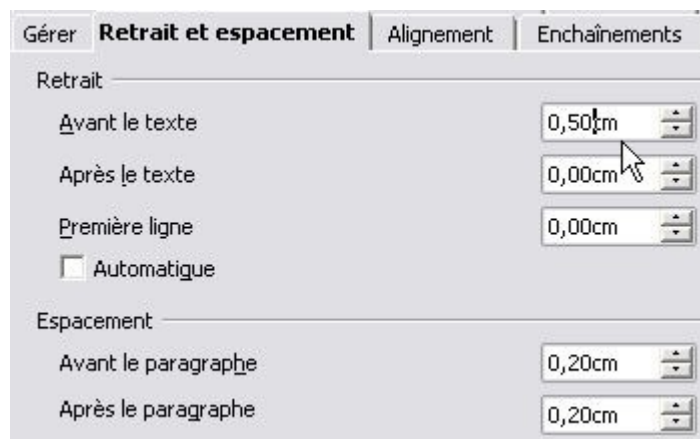 Gérer Retrait et espacement Alignement Enchaînements
Retrait
Avant le texte 0,50cm
Après le texte 0,00cm
Première ligne 0,00cm
Automatique
Espacement
Avant le paragraphe 0,20cm
Après le paragraphe 0,20cm